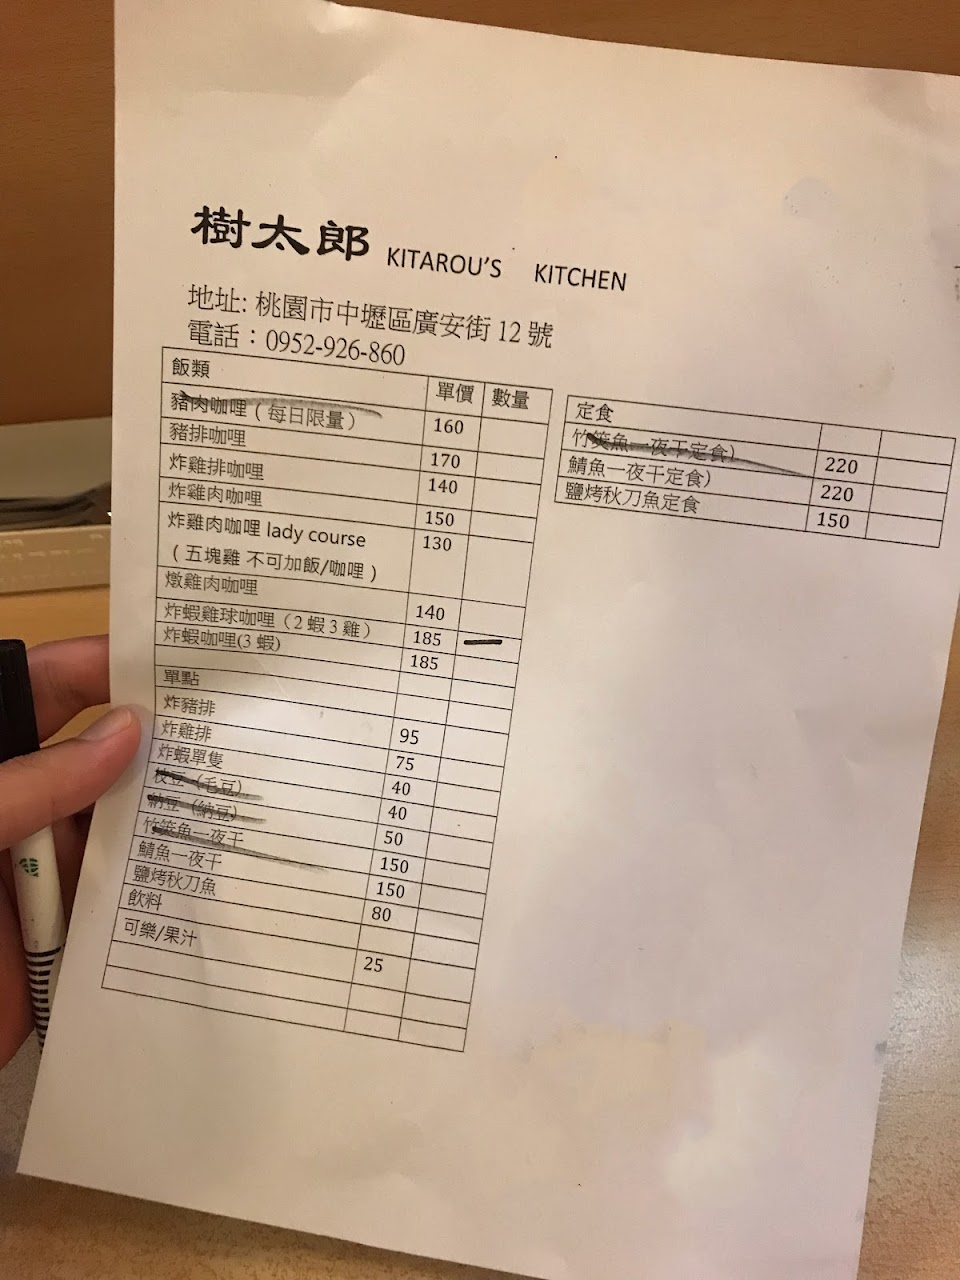 樹太郎 KITAROU'S KITCHEN
地址: 桃園市中壢區廣安街 12 號
電話：0952-926-860
飯類 單價 數量
豬肉咖哩（每日限量） 160
豬排咖哩 170
炸雞排咖哩 140
炸雞肉咖哩 150
炸雞肉咖哩 lady course 130
（五塊雞 不可加飯/咖哩）
燉雞肉咖哩 140
炸蝦雞球咖哩（2 蝦 3 雞） 185 一
炸蝦咖哩(3 蝦) 185
單點
炸豬排 95
炸雞排 75
炸蝦單隻 40
枝豆（毛豆） 40
納豆（納豆） 50
竹筴魚一夜干 150
鯖魚一夜干 150
鹽烤秋刀魚 80
飲料
可樂/果汁 25
定食
竹筴魚一夜干定食) 220
鯖魚一夜干定食) 220
鹽烤秋刀魚定食 150